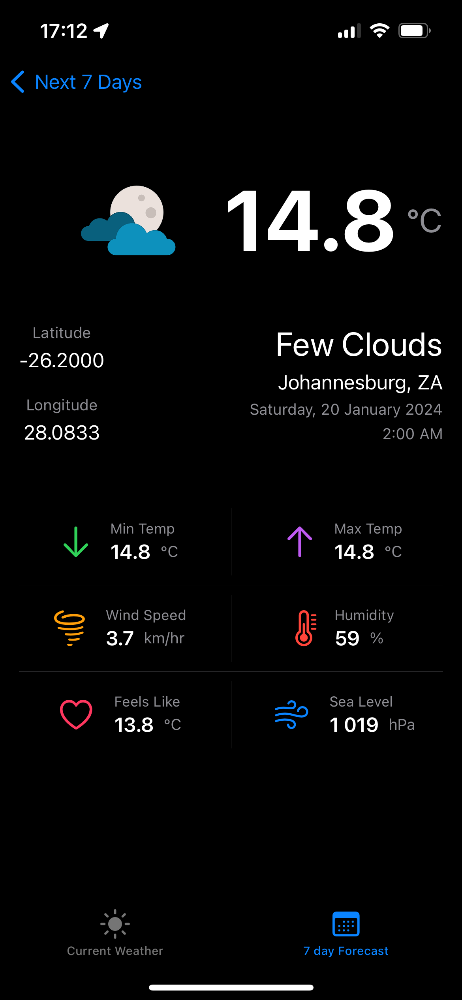 17:12
Next 7 Days
14.8 °C
Latitude
-26.2000
Longitude
28.0833
Few Clouds
Johannesburg, ZA
Saturday, 20 January 2024
2:00 AM
Min Temp
14.8 °C
Max Temp
14.8 °C
Wind Speed
3.7 km/hr
Humidity
59 %
Feels Like
13.8 °C
Sea Level
1 019 hPa
Current Weather
7 day Forecast